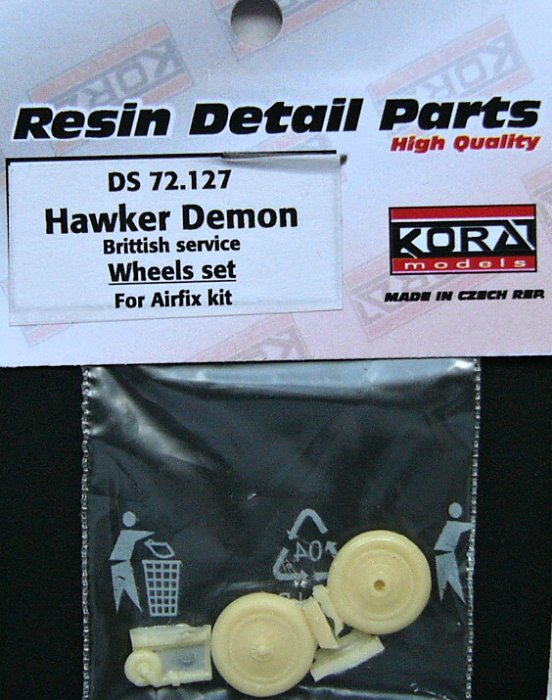 Resin Detail Parts
High Quality
DS 72.127
Hawker Demon
Brittish service
Wheels set
For Airfix kit
KORA
models
MADE IN CZECH REP.
04